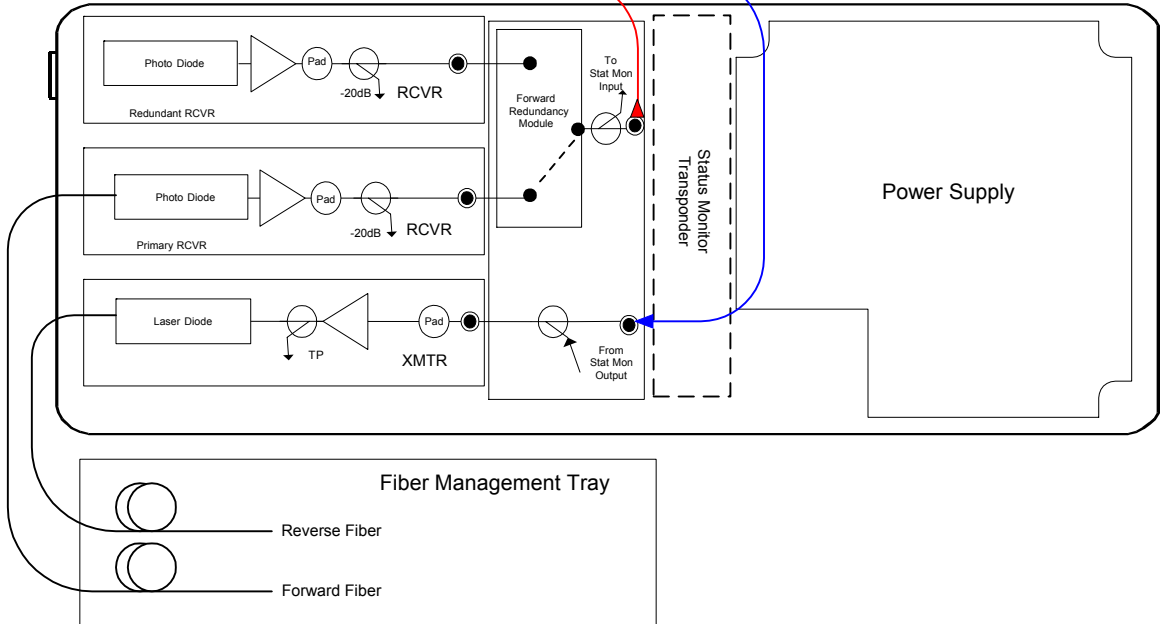 Photo Diode
Pad
-20dB
RCVR
Redundant RCVR
Forward
Redundancy
Module
To
Stat Mon
Input
Status Monitor
Transponder
Power Supply
Photo Diode
Pad
-20dB
RCVR
Primary RCVR
Laser Diode
TP
Pad
XMTR
From
Stat Mon
Output
Fiber Management Tray
Reverse Fiber
Forward Fiber